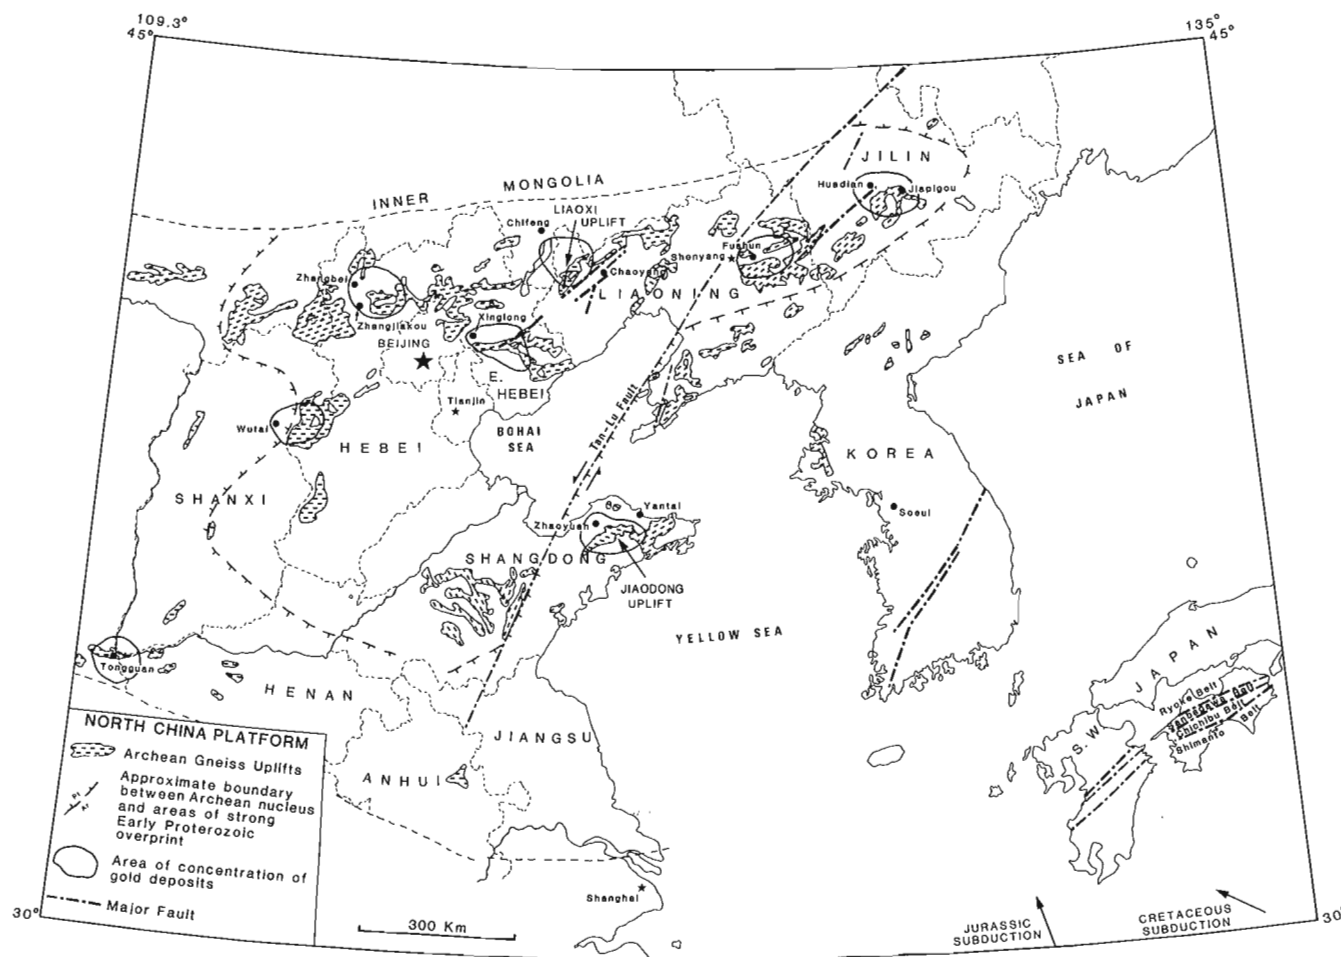 109.3°
45°
135°
45°
INNER MONGOLIA
JILIN
Huadian
Jiapigou
Chifeng
LIAOXI
UPLIFT
Fushun
Shenyang
Chaoyang
LIAONING
Zhangbei
Zhangjiakou
BEIJING
Xinglong
E.
HEBEI
Tianjin
SEA OF
JAPAN
Wutai
HEBEI
BOHAI
SEA
Tan-Lu Fault
KOREA
SHANXI
Soeul
Yantai
Zhaoyuan
SHANGDONG
JIAODONG
UPLIFT
YELLOW SEA
Tongguan
HENAN
JIANGSU
ANHUI
S.W. JAPAN
Ryoke Belt
Sanbagawa Belt
Chichibu Belt
Shimanto Belt
NORTH CHINA PLATFORM
Archean Gneiss Uplifts
Approximate boundary
between Archean nucleus
and areas of strong
Early Proterozoic
overprint
Area of concentration of
gold deposits
Major Fault
30°
300 Km
Shanghai
JURASSIC
SUBDUCTION
CRETACEOUS
SUBDUCTION
30°